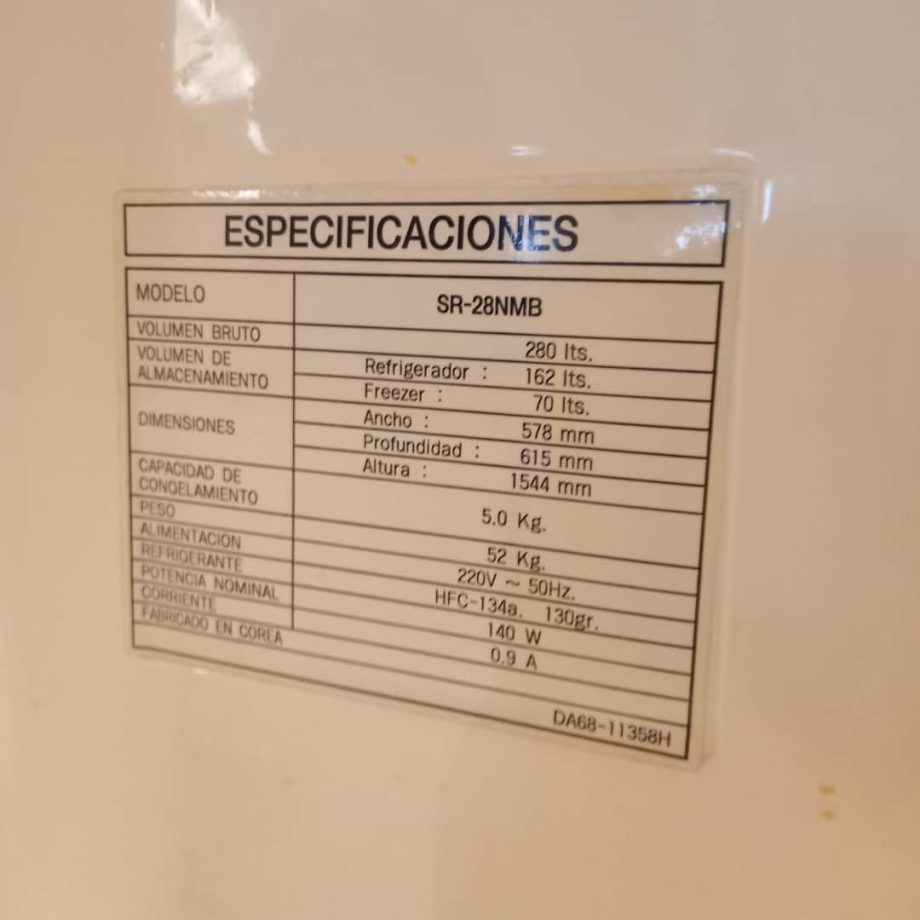 ESPECIFICACIONES
MODELO SR-28NMB
VOLUMEN BRUTO 280 lts.
VOLUMEN DE ALMACENAMIENTO Refrigerador : 162 lts.
Freezer : 70 lts.
DIMENSIONES Ancho : 578 mm
Profundidad : 615 mm
Altura : 1544 mm
CAPACIDAD DE CONGELAMIENTO 5.0 Kg.
PESO 52 Kg.
ALIMENTACION 220V ~ 50Hz.
REFRIGERANTE HFC-134a. 130gr.
POTENCIA NOMINAL 140 W
CORRIENTE 0.9 A
FABRICADO EN COREA
DA68-11358H